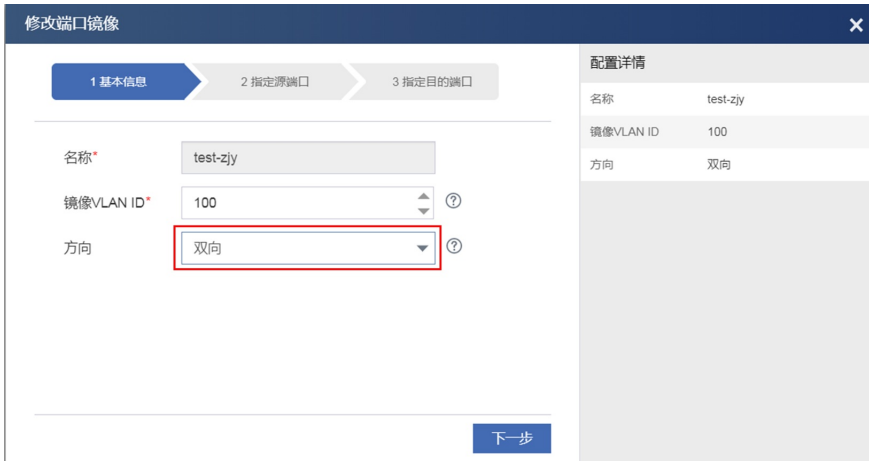 修改端口镜像
1 基本信息 2 指定源端口 3 指定目的端口
名称* test-zjy
镜像VLAN ID* 100
方向 双向
下一步
配置详情
名称 test-zjy
镜像VLAN ID 100
方向 双向